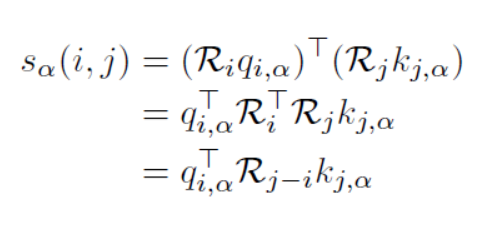 s_α(i, j) = (ℛ_i q_{i,α})^⊤ (ℛ_j k_{j,α})
= q_{i,α}^⊤ ℛ_i^⊤ ℛ_j k_{j,α}
= q_{i,α}^⊤ ℛ_{j−i} k_{j,α}